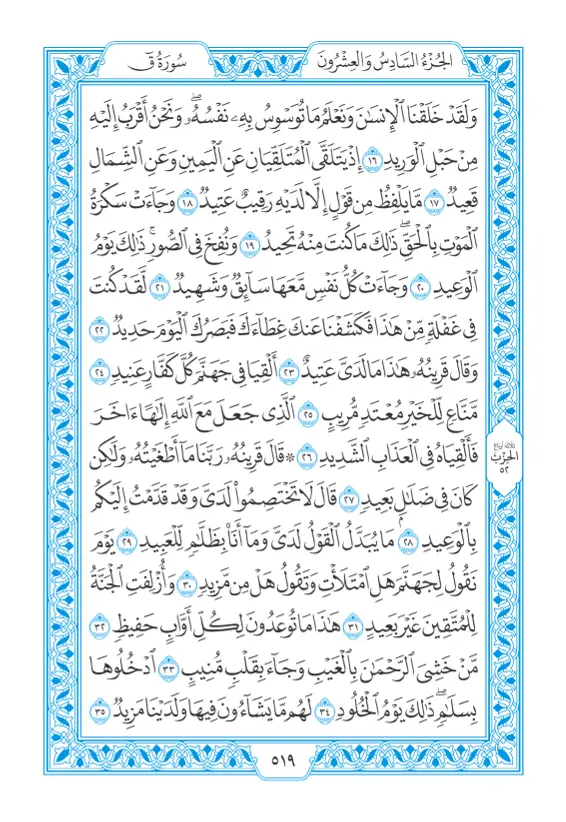 الجُزْءُ السَّادِسُ وَالعِشْرُونَ
سُورَةُ قٓ
وَلَقَدْ خَلَقْنَا ٱلْإِنسَٰنَ وَنَعْلَمُ مَا تُوَسْوِسُ بِهِۦ نَفْسُهُۥۖ وَنَحْنُ أَقْرَبُ إِلَيْهِ
مِنْ حَبْلِ ٱلْوَرِيدِ ١٦ إِذْ يَتَلَقَّى ٱلْمُتَلَقِّيَانِ عَنِ ٱلْيَمِينِ وَعَنِ ٱلشِّمَالِ
قَعِيدٌ ١٧ مَّا يَلْفِظُ مِن قَوْلٍ إِلَّا لَدَيْهِ رَقِيبٌ عَتِيدٌ ١٨ وَجَآءَتْ سَكْرَةُ
ٱلْمَوْتِ بِٱلْحَقِّۖ ذَٰلِكَ مَا كُنتَ مِنْهُ تَحِيدُ ١٩ وَنُفِخَ فِى ٱلصُّورِۚ ذَٰلِكَ يَوْمُ
ٱلْوَعِيدِ ٢٠ وَجَآءَتْ كُلُّ نَفْسٍ مَّعَهَا سَآئِقٌ وَشَهِيدٌ ٢١ لَّقَدْ كُنتَ
فِى غَفْلَةٍ مِّنْ هَٰذَا فَكَشَفْنَا عَنكَ غِطَآءَكَ فَبَصَرُكَ ٱلْيَوْمَ حَدِيدٌ ٢٢
وَقَالَ قَرِينُهُۥ هَٰذَا مَا لَدَىَّ عَتِيدٌ ٢٣ أَلْقِيَا فِى جَهَنَّمَ كُلَّ كَفَّارٍ عَنِيدٍ ٢٤
مَّنَّاعٍ لِّلْخَيْرِ مُعْتَدٍ مُّرِيبٍ ٢٥ ٱلَّذِى جَعَلَ مَعَ ٱللَّهِ إِلَٰهًا ءَاخَرَ
فَأَلْقِيَاهُ فِى ٱلْعَذَابِ ٱلشَّدِيدِ ٢٦ ۞ قَالَ قَرِينُهُۥ رَبَّنَا مَآ أَطْغَيْتُهُۥ وَلَٰكِن
كَانَ فِى ضَلَٰلٍۭ بَعِيدٍ ٢٧ قَالَ لَا تَخْتَصِمُوا۟ لَدَىَّ وَقَدْ قَدَّمْتُ إِلَيْكُم
بِٱلْوَعِيدِ ٢٨ مَا يُبَدَّلُ ٱلْقَوْلُ لَدَىَّ وَمَآ أَنَا۠ بِظَلَّٰمٍ لِّلْعَبِيدِ ٢٩ يَوْمَ
نَقُولُ لِجَهَنَّمَ هَلِ ٱمْتَلَأْتِ وَتَقُولُ هَلْ مِن مَّزِيدٍ ٣٠ وَأُزْلِفَتِ ٱلْجَنَّةُ
لِلْمُتَّقِينَ غَيْرَ بَعِيدٍ ٣١ هَٰذَا مَا تُوعَدُونَ لِكُلِّ أَوَّابٍ حَفِيظٍ ٣٢
مَّنْ خَشِىَ ٱلرَّحْمَٰنَ بِٱلْغَيْبِ وَجَآءَ بِقَلْبٍ مُّنِيبٍ ٣٣ ٱدْخُلُوهَا
بِسَلَٰمٍۖ ذَٰلِكَ يَوْمُ ٱلْخُلُودِ ٣٤ لَهُم مَّا يَشَآءُونَ فِيهَا وَلَدَيْنَا مَزِيدٌ ٣٥
ثلاثة أرباع
الحِزْب
٥٢
٥١٩